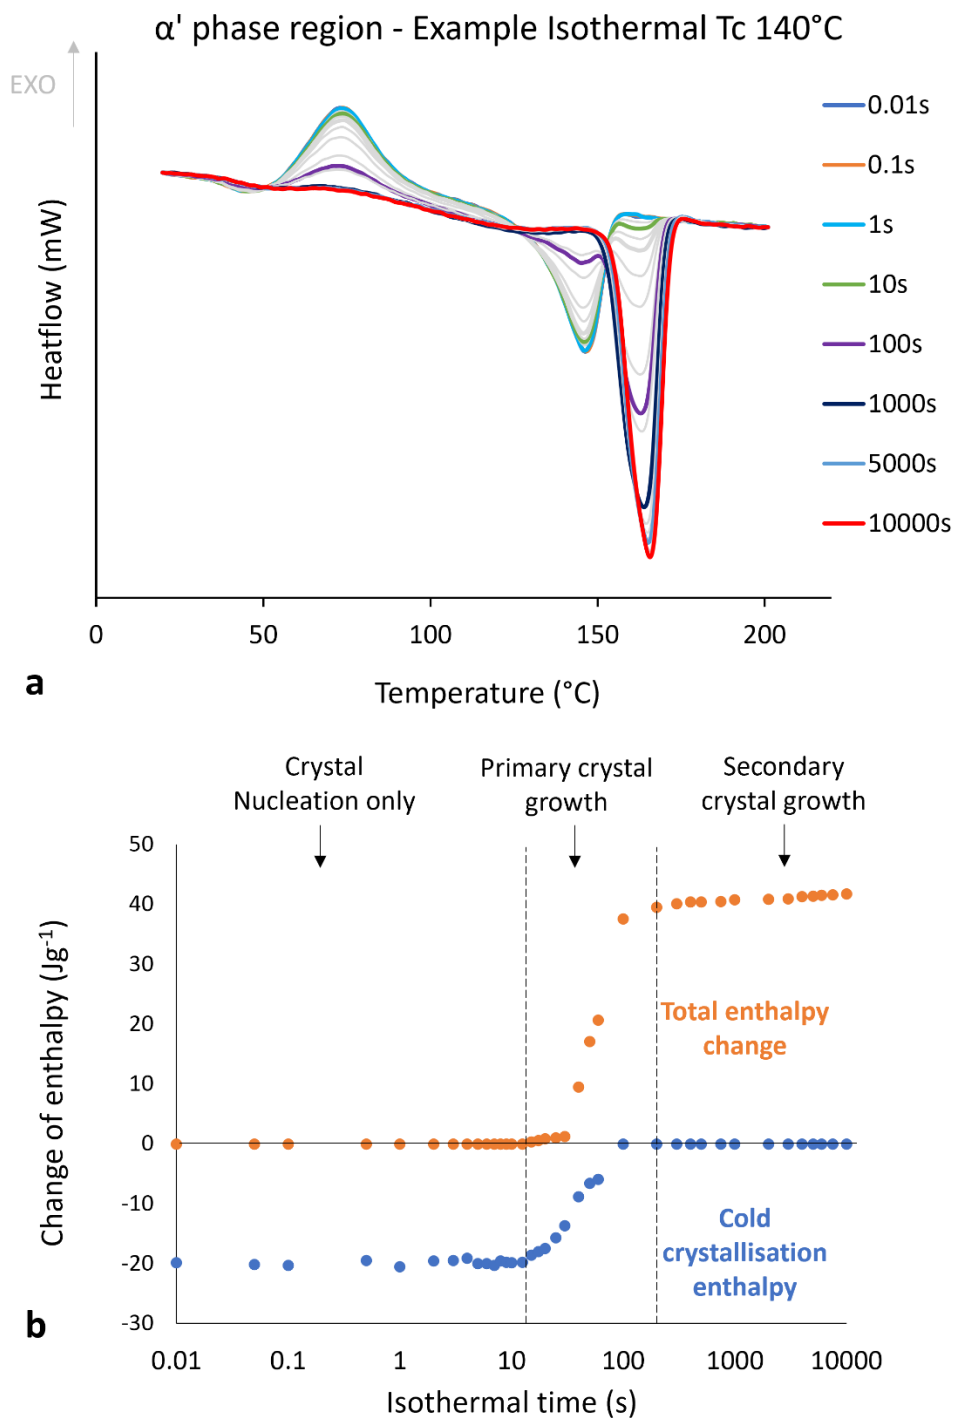 α' phase region - Example Isothermal Tc 140°C
EXO
Heatflow (mW)
0.01s
0.1s
1s
10s
100s
1000s
5000s
10000s
0 50 100 150 200
a
Temperature (°C)
Crystal
Nucleation only
Primary crystal
growth
Secondary
crystal growth
Change of enthalpy (Jg-1)
50
40
30
20
10
0
-10
-20
-30
Total enthalpy
change
Cold
crystallisation
enthalpy
b
0.01 0.1 1 10 100 1000 10000
Isothermal time (s)